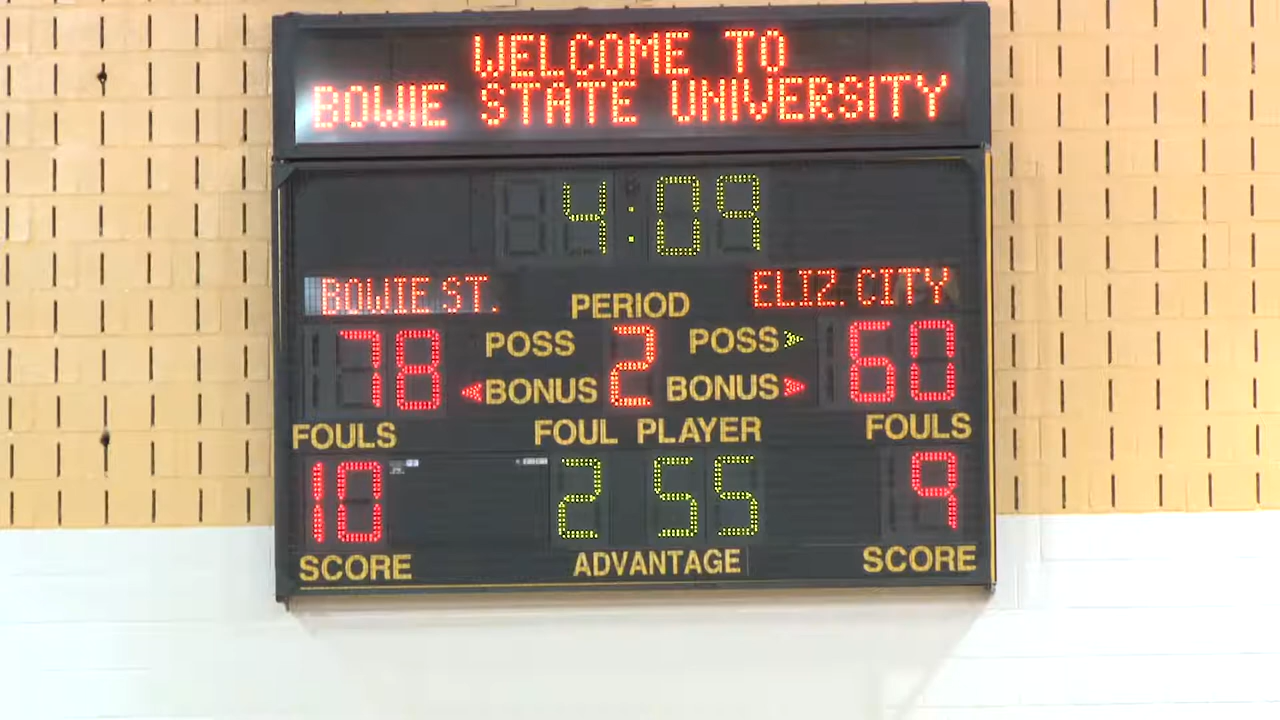 WELCOME TO
BOWIE STATE UNIVERSITY
4:09
BOWIE ST. PERIOD ELIZ. CITY
78 POSS 2 POSS 60
BONUS BONUS
FOULS FOUL PLAYER FOULS
10 2 55 9
SCORE ADVANTAGE SCORE